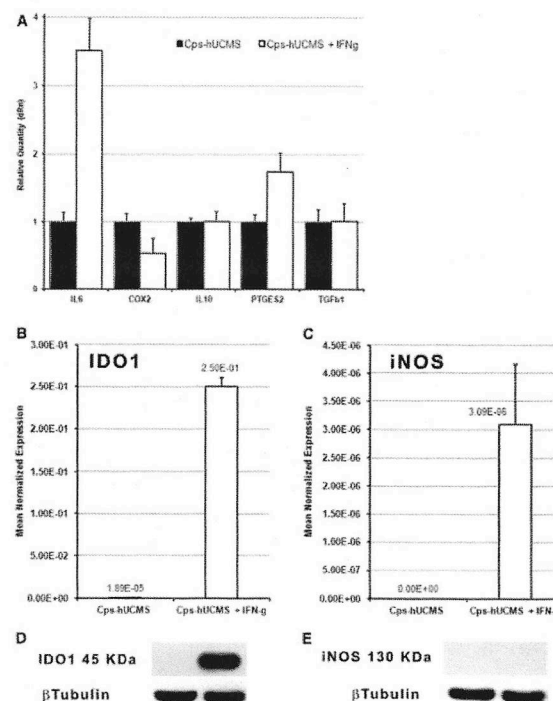 A
Cps-hUCMS Cps-hUCMS + IFNg
Relative Quantity (dRn)
4
3
2
1
0
IL6 COX2 IL10 PTGES2 TGFb1
B
IDO1
Mean Normalized Expression
3.00E-01
2.50E-01
2.00E-01
1.50E-01
1.00E-01
5.00E-02
0.00E+00
2.50E-01
1.89E-05
Cps-hUCMS Cps-hUCMS + IFN-g
C
iNOS
Mean Normalized Expression
4.50E-06
4.00E-06
3.50E-06
3.00E-06
2.50E-06
2.00E-06
1.50E-06
1.00E-06
5.00E-07
0.00E+00
3.09E-06
0.00E+00
Cps-hUCMS Cps-hUCMS + IFN-
D
IDO1 45 KDa
βTubulin
E
iNOS 130 KDa
βTubulin